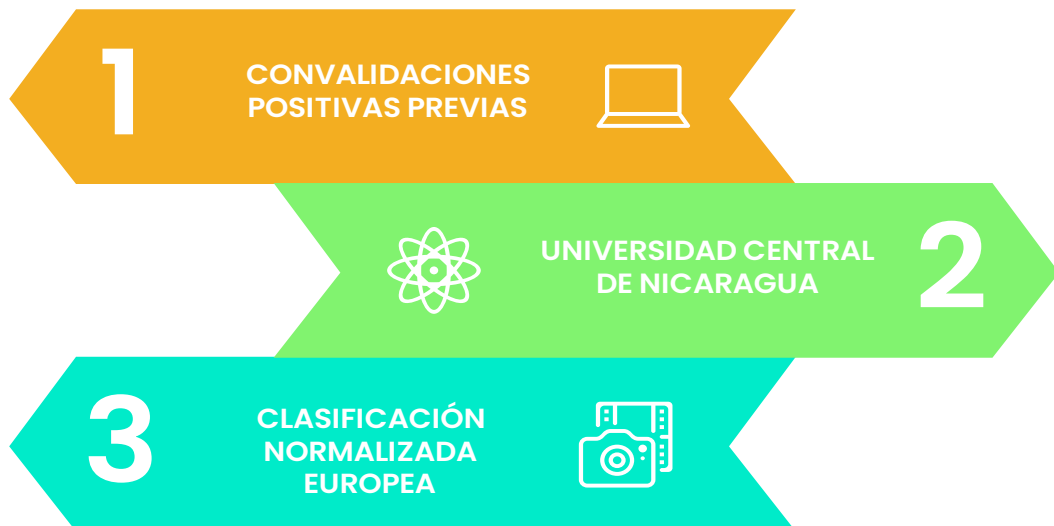 1
CONVALIDACIONES
POSITIVAS PREVIAS
UNIVERSIDAD CENTRAL
DE NICARAGUA
2
3
CLASIFICACIÓN
NORMALIZADA
EUROPEA